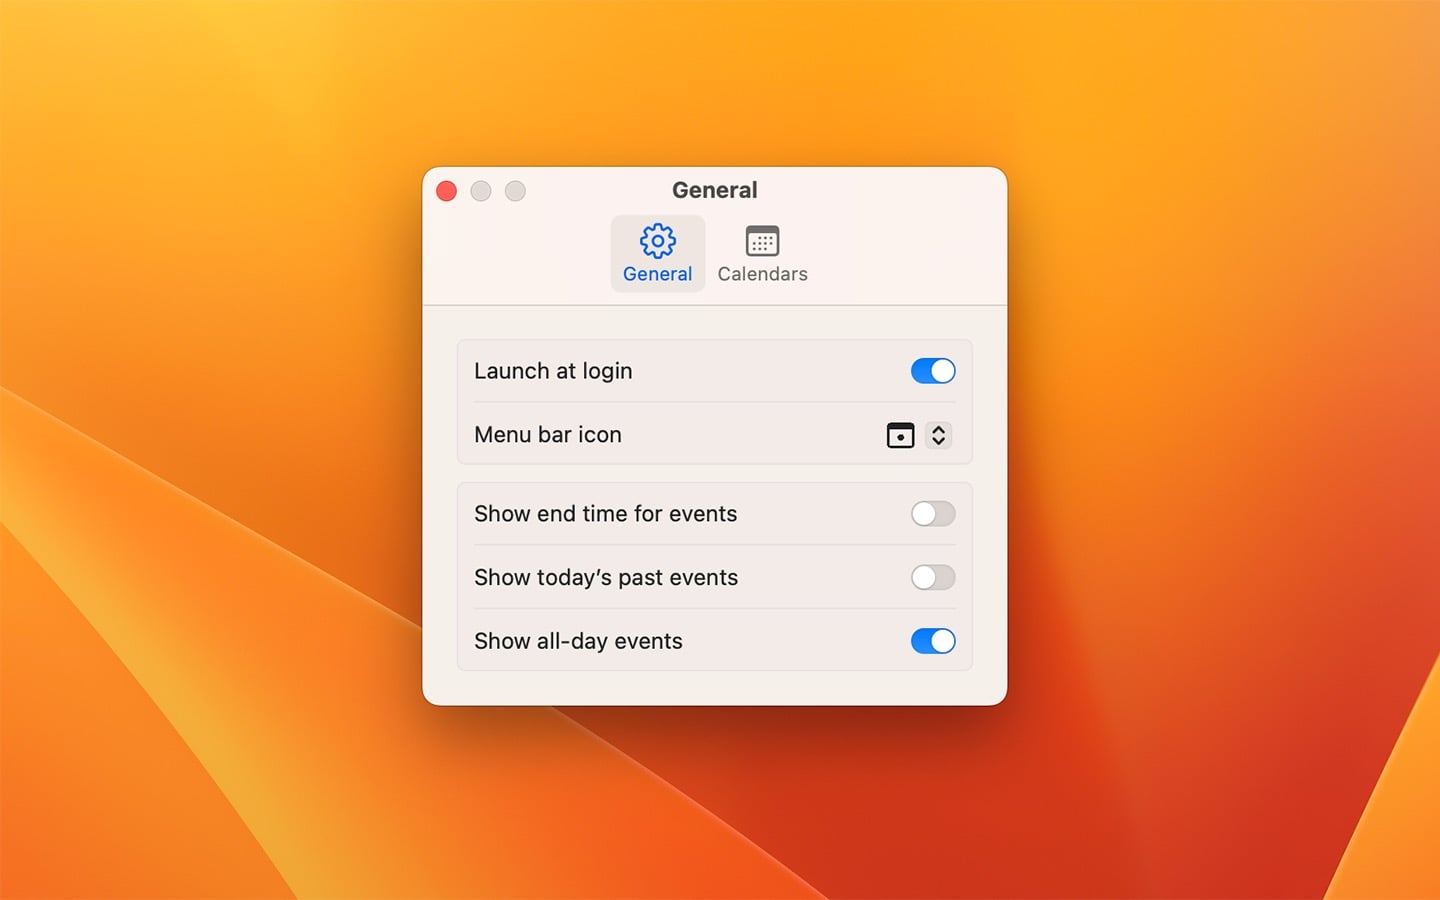 General
General
Calendars
Launch at login
Menu bar icon
Show end time for events
Show today’s past events
Show all-day events